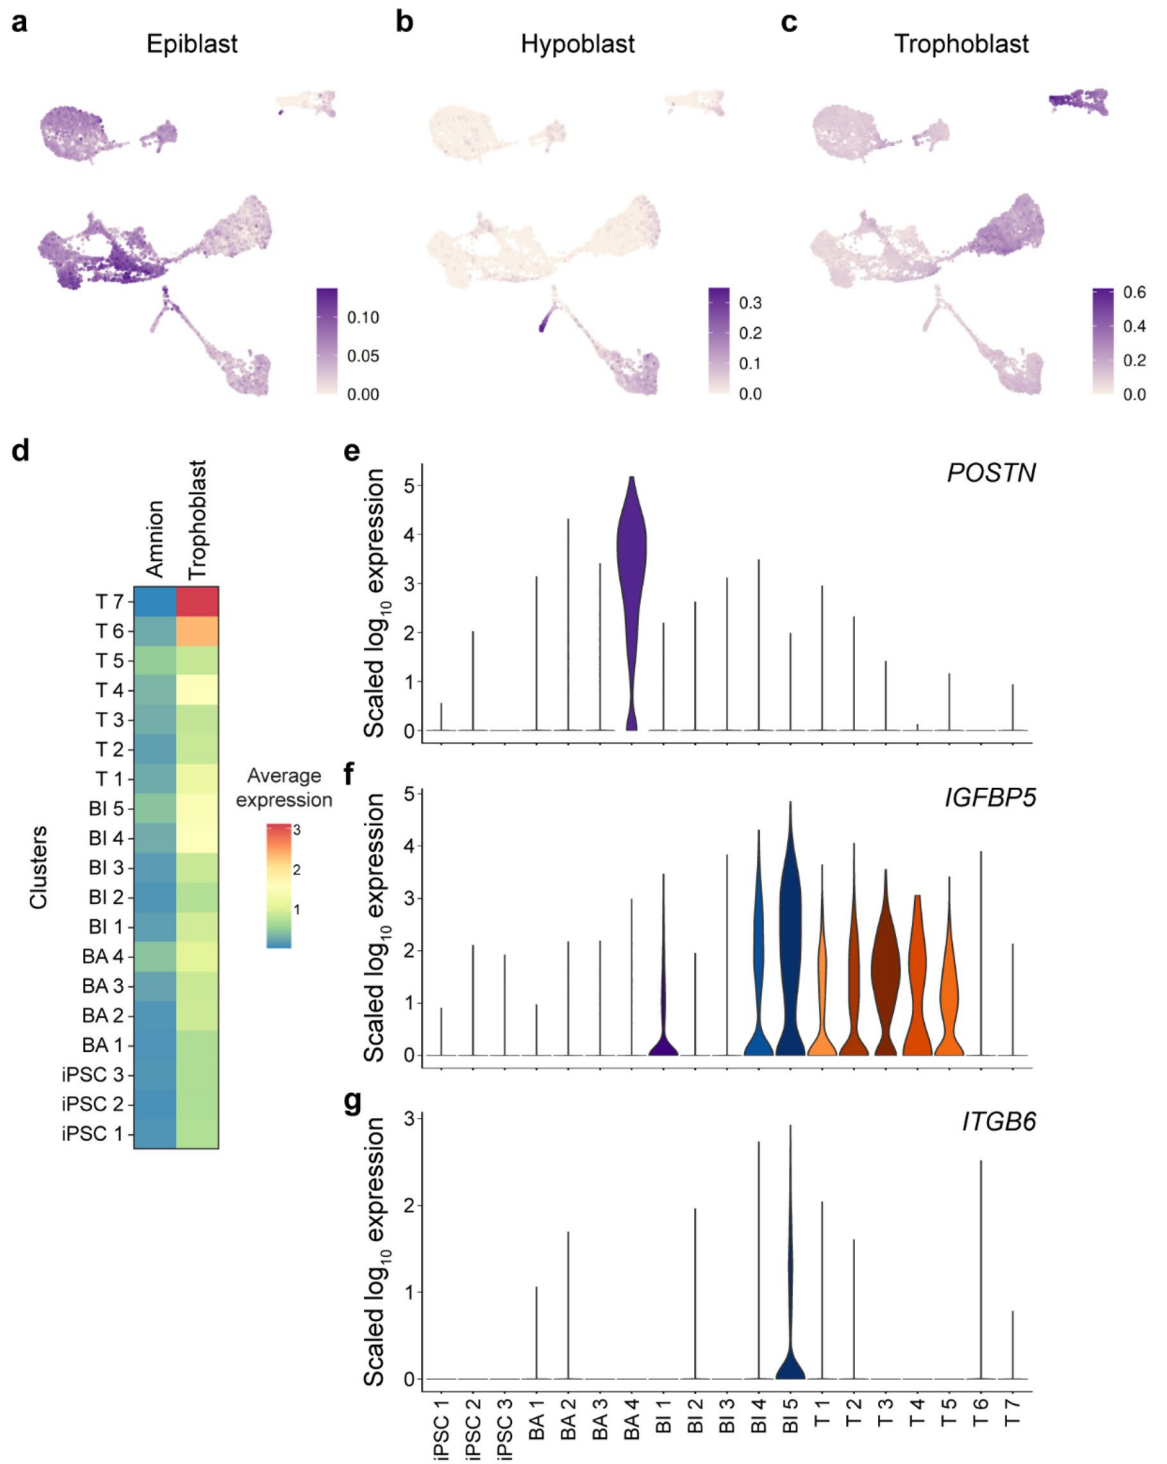 a
Epiblast
0.10
0.05
0.00
b
Hypoblast
0.3
0.2
0.1
0.0
c
Trophoblast
0.6
0.4
0.2
0.0
d
Amnion
Trophoblast
Clusters
T 7
T 6
T 5
T 4
T 3
T 2
T 1
BI 5
BI 4
BI 3
BI 2
BI 1
BA 4
BA 3
BA 2
BA 1
iPSC 3
iPSC 2
iPSC 1
Average
expression
3
2
1
e
POSTN
Scaled log10 expression
5
4
3
2
1
0
f
IGFBP5
Scaled log10 expression
5
4
3
2
1
0
g
ITGB6
Scaled log10 expression
3
2
1
0
iPSC 1
iPSC 2
iPSC 3
BA 1
BA 2
BA 3
BA 4
BI 1
BI 2
BI 3
BI 4
BI 5
T 1
T 2
T 3
T 4
T 5
T 6
T 7